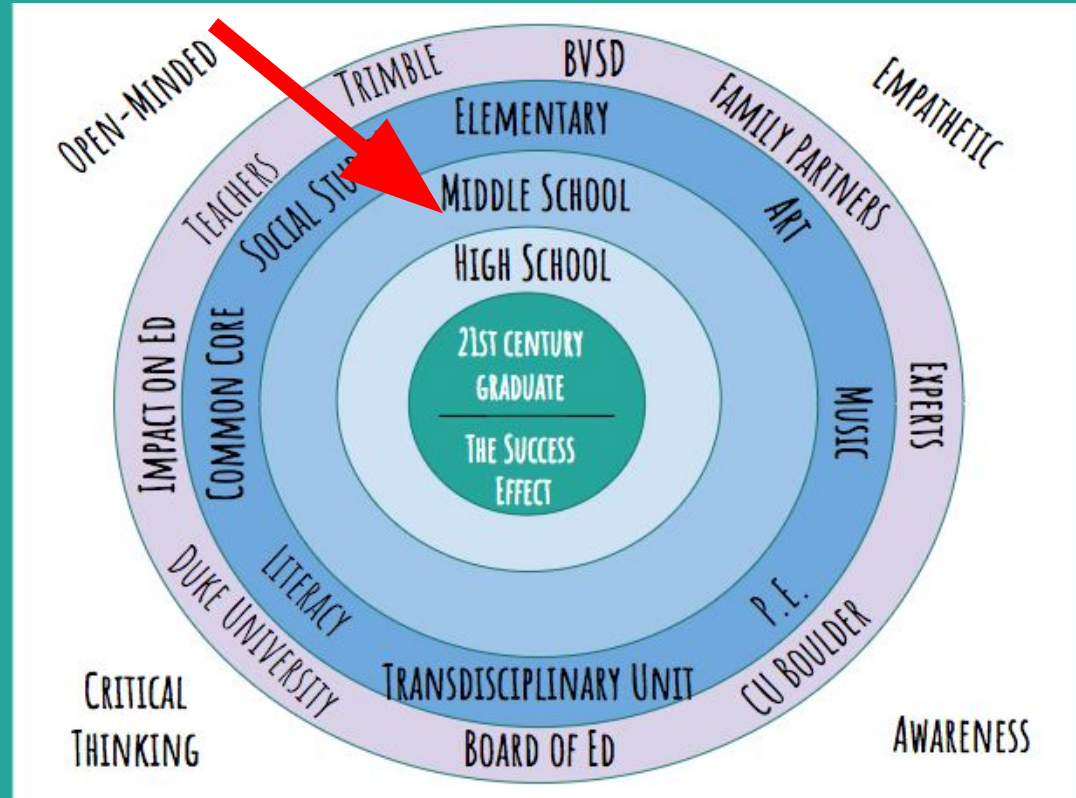 OPEN-MINDED
EMPATHETIC
TRIMBLE
BVSD
FAMILY PARTNERS
TEACHERS
EXPERTS
IMPACT ON ED
DUKE UNIVERSITY
CU BOULDER
BOARD OF ED
ELEMENTARY
SOCIAL
ART
COMMON CORE
MUSIC
LITERACY
P.E.
TRANSDISCIPLINARY UNIT
MIDDLE SCHOOL
HIGH SCHOOL
21ST CENTURY
GRADUATE
THE SUCCESS
EFFECT
CRITICAL
THINKING
AWARENESS